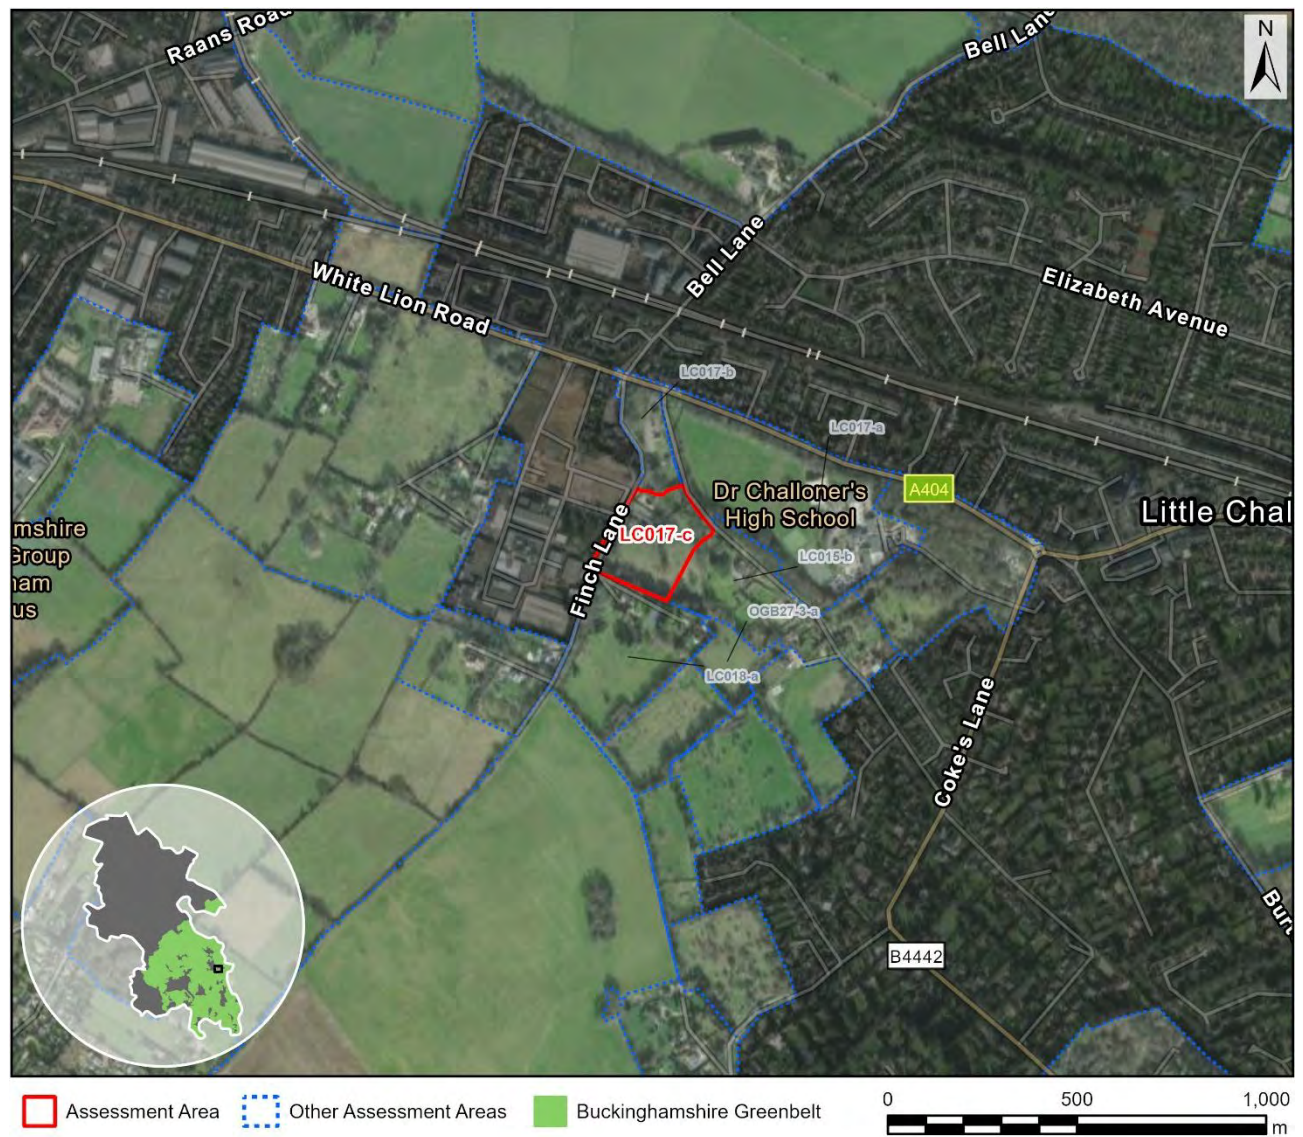 Raans Road
Bell Lane
N
Bell Lane
Elizabeth Avenue
White Lion Road
LC017-b
LC017-a
A404
Dr Challoner's
High School
Little Chal
mshire
Group
ham
us
LC017-c
Finch Lane
LC015-b
OGB27-3-a
LC018-a
Coke's Lane
B4442
Burt
Assessment Area
Other Assessment Areas
Buckinghamshire Greenbelt
0 500 1,000
m